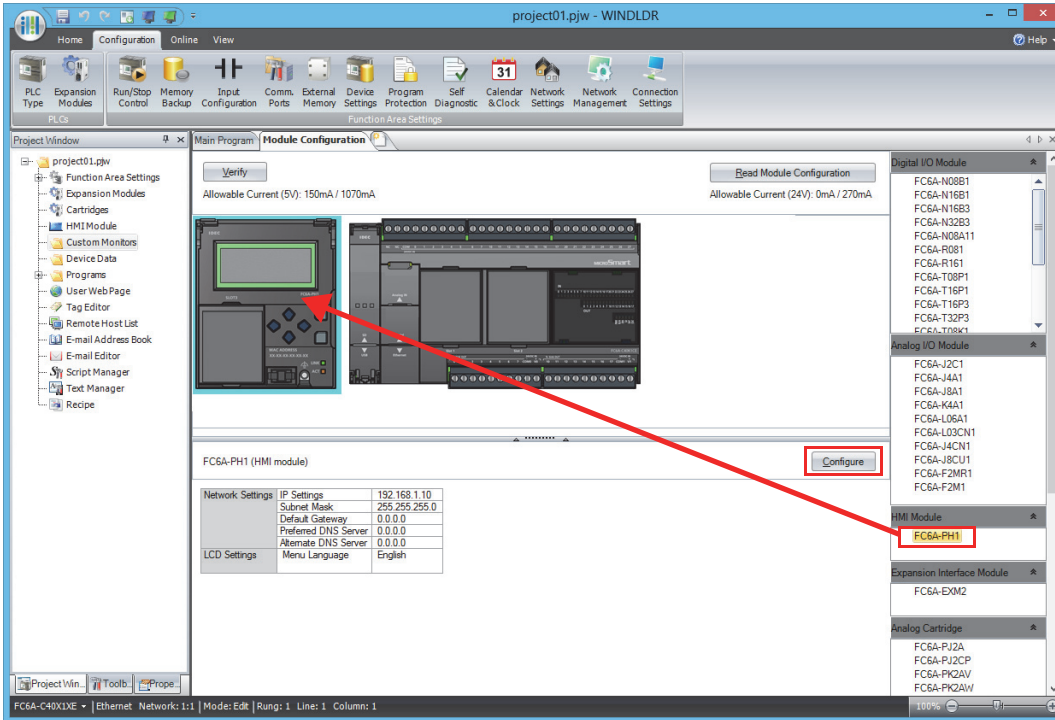 project01.pjw - WINDLDR
Home Configuration Online View Help
PLC Type
Expansion Modules
Run/Stop Control
Memory Backup
Input Configuration
Comm. Ports
External Memory
Device Settings
Program Protection
Self Diagnostic
31
Calendar & Clock
Network Settings
Network Management
Connection Settings
PLCs
Function Area Settings
Project Window
project01.pjw
Function Area Settings
Expansion Modules
Cartridges
HMI Module
Custom Monitors
Device Data
Programs
User Web Page
Tag Editor
Remote Host List
E-mail Address Book
E-mail Editor
Script Manager
Text Manager
Recipe
Project Win... Toolb... Prope...
Main Program Module Configuration
Verify
Read Module Configuration
Allowable Current (5V): 150mA / 1070mA
Allowable Current (24V): 0mA / 270mA
FC6A-PH1 (HMI module)
Configure
Network Settings IP Settings 192.168.1.10
Subnet Mask 255.255.255.0
Default Gateway 0.0.0.0
Preferred DNS Server 0.0.0.0
Alternate DNS Server 0.0.0.0
LCD Settings Menu Language English
Digital I/O Module
FC6A-N08B1
FC6A-N16B1
FC6A-N16B3
FC6A-N32B3
FC6A-N08A11
FC6A-R081
FC6A-R161
FC6A-T08P1
FC6A-T16P1
FC6A-T16P3
FC6A-T32P3
FC6A-T08K1
Analog I/O Module
FC6A-J2C1
FC6A-J4A1
FC6A-J8A1
FC6A-K4A1
FC6A-L06A1
FC6A-L03CN1
FC6A-J4CN1
FC6A-J8CU1
FC6A-F2MR1
FC6A-F2M1
HMI Module
FC6A-PH1
Expansion Interface Module
FC6A-EXM2
Analog Cartridge
FC6A-PJ2A
FC6A-PJ2CP
FC6A-PK2AV
FC6A-PK2AW
FC6A-C40X1XE Ethernet Network: 1:1 Mode: Edit Rung: 1 Line: 1 Column: 1
100%